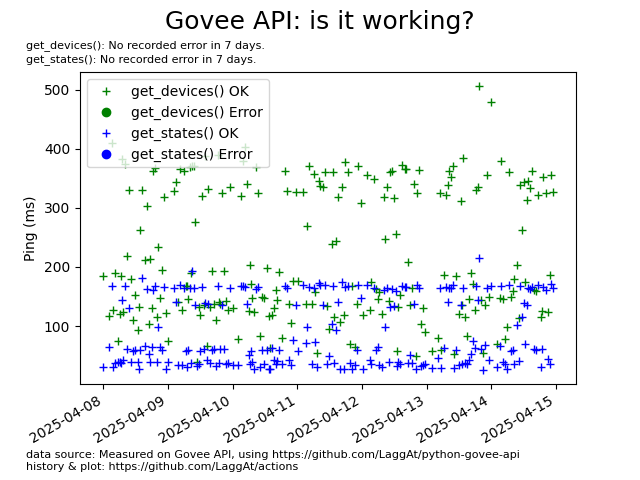 Govee API: is it working?
get_devices(): No recorded error in 7 days.
get_states(): No recorded error in 7 days.
get_devices() OK
get_devices() Error
get_states() OK
get_states() Error
Ping (ms)
500
400
300
200
100
2025-04-08
2025-04-09
2025-04-10
2025-04-11
2025-04-12
2025-04-13
2025-04-14
2025-04-15
data source: Measured on Govee API, using https://github.com/LaggAt/python-govee-api
history & plot: https://github.com/LaggAt/actions